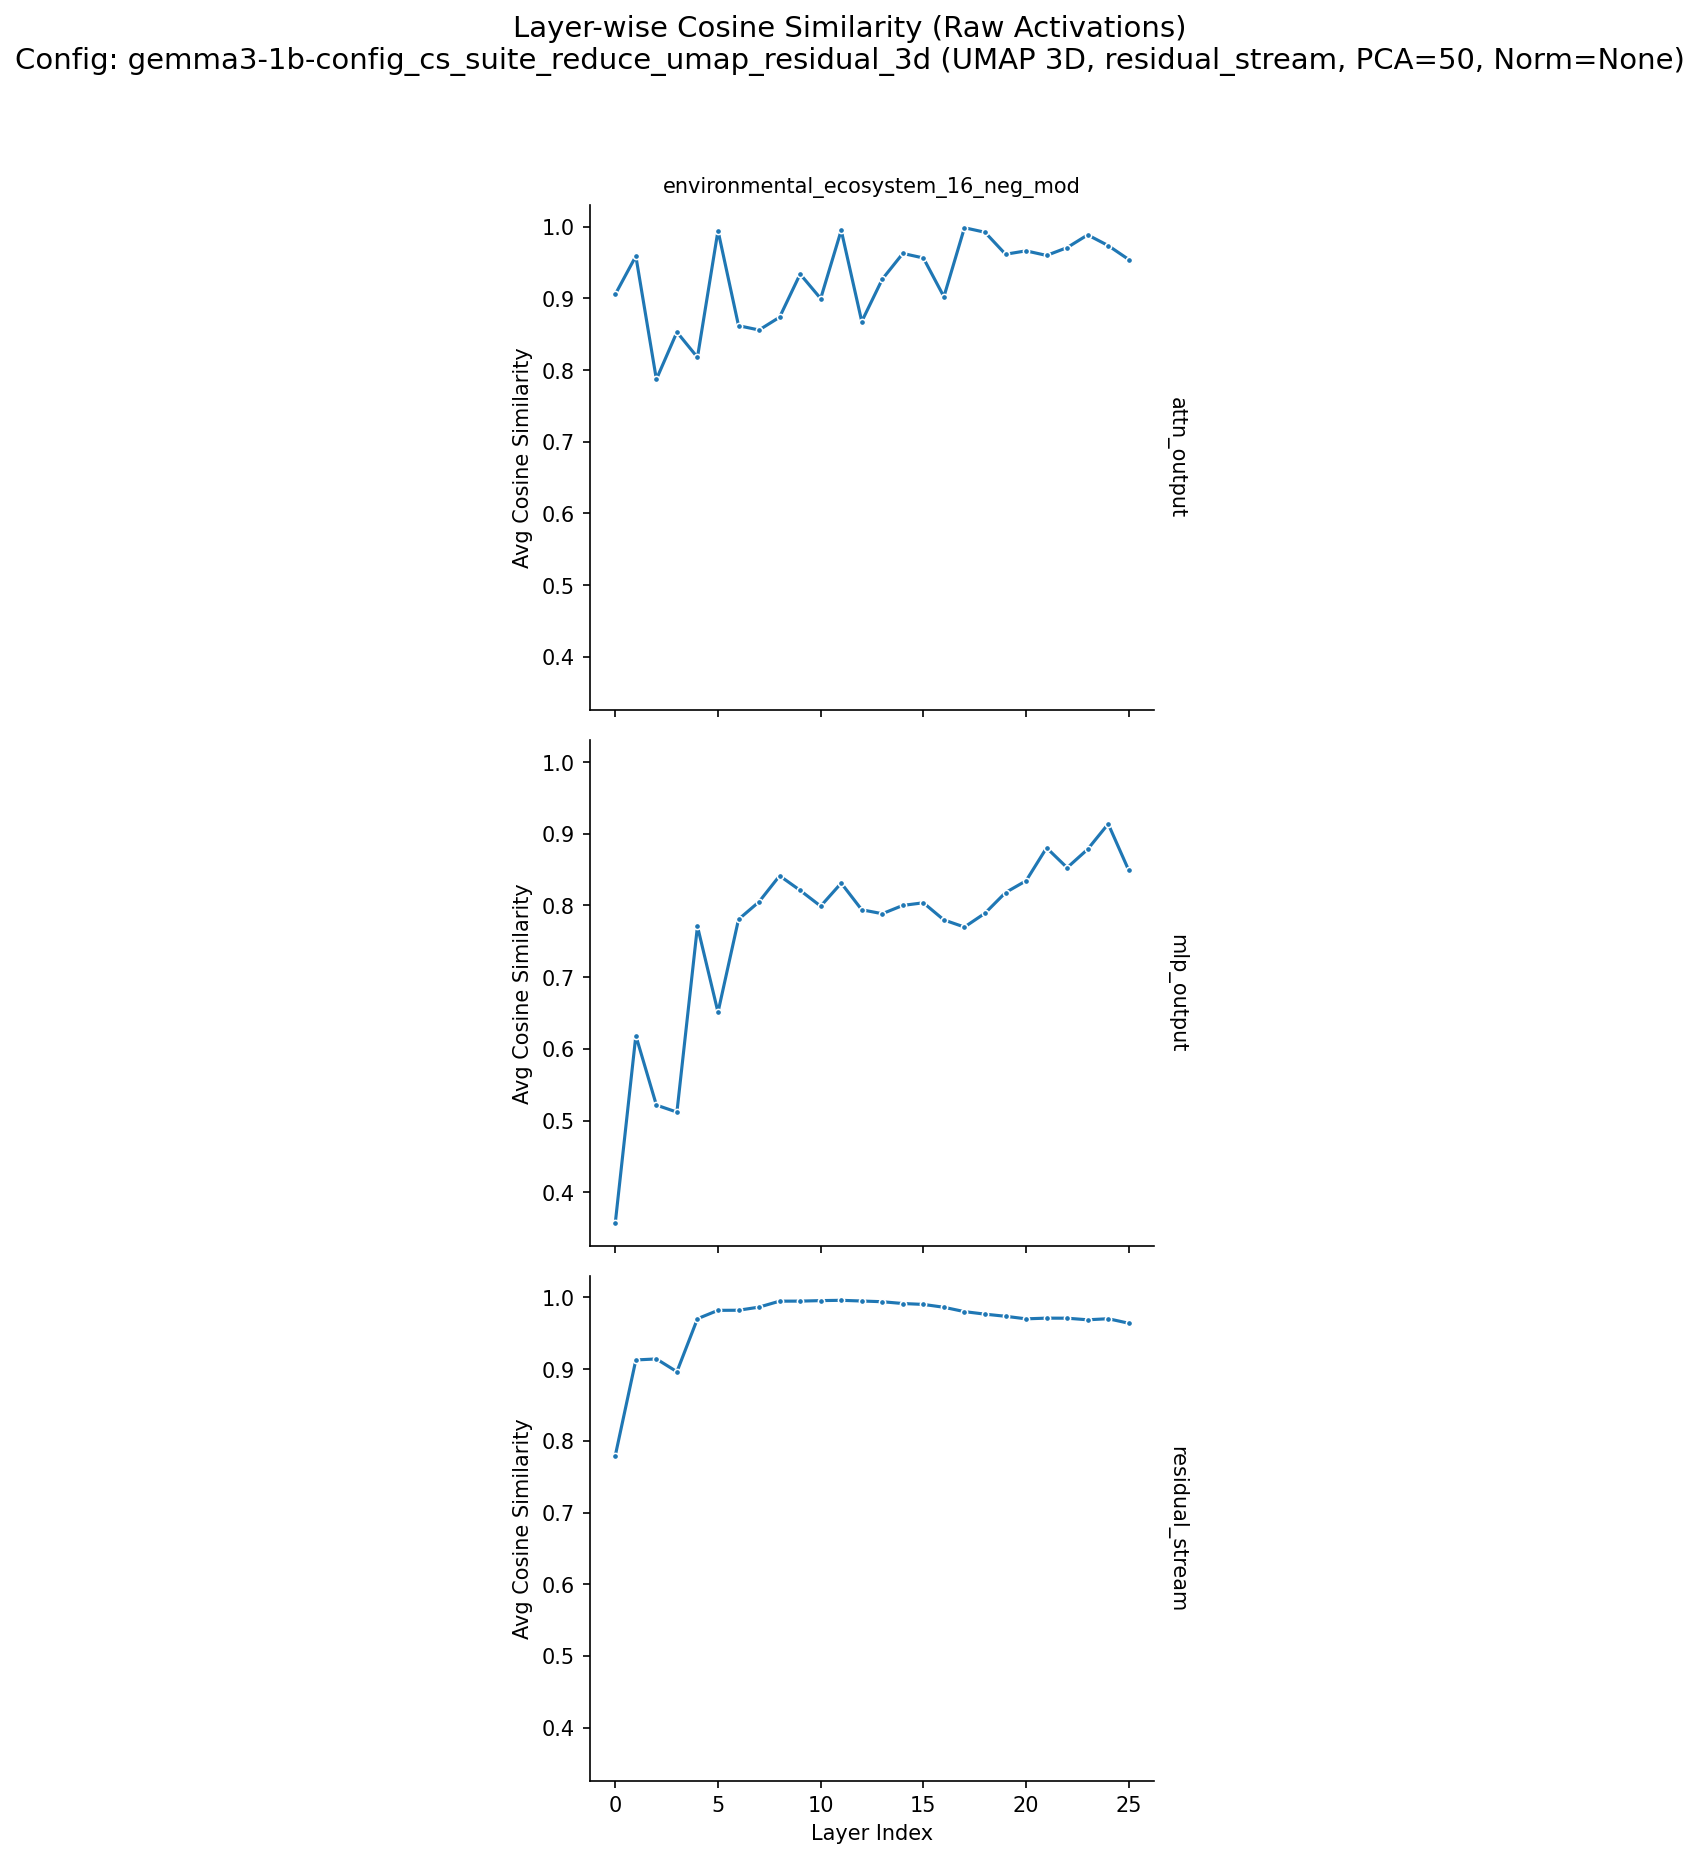 Layer-wise Cosine Similarity (Raw Activations)
Config: gemma3-1b-config_cs_suite_reduce_umap_residual_3d (UMAP 3D, residual_stream, PCA=50, Norm=None)
environmental_ecosystem_16_neg_mod
1.0
0.9
0.8
0.7
0.6
0.5
0.4
Avg Cosine Similarity
attn_output
1.0
0.9
0.8
0.7
0.6
0.5
0.4
Avg Cosine Similarity
mlp_output
1.0
0.9
0.8
0.7
0.6
0.5
0.4
Avg Cosine Similarity
residual_stream
0 5 10 15 20 25
Layer Index